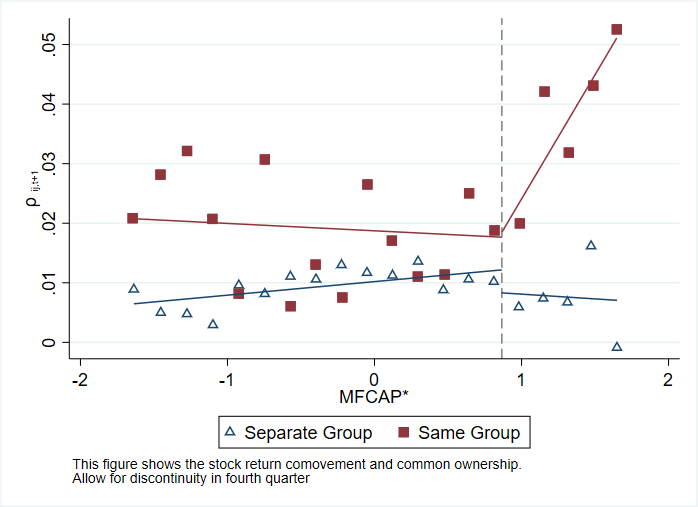 .05
.04
.03
.02
.01
0
ρ ij,t+1
-2 -1 0 1 2
MFCAP*
Separate Group Same Group
This figure shows the stock return comovement and common ownership.
Allow for discontinuity in fourth quarter